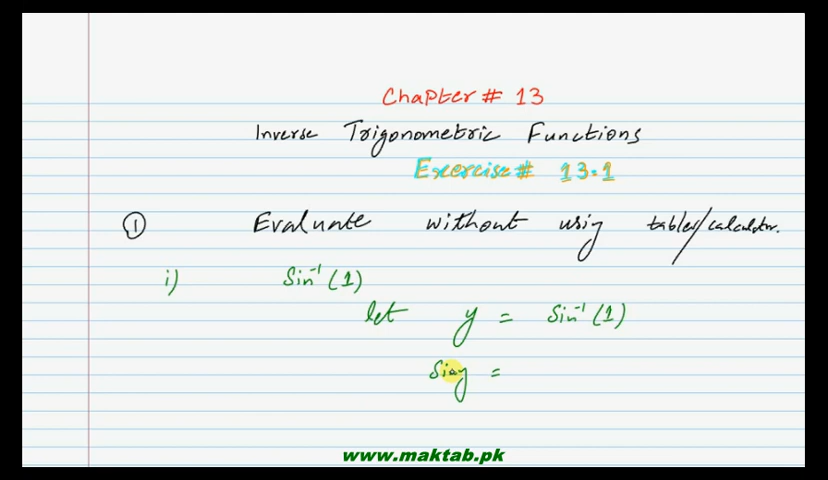 Chapter # 13
Inverse Trigonometric Functions
Exercise # 13.1
① Evaluate without using tables/calculator.
i) Sin⁻¹ (1)
let y = Sin⁻¹ (1)
Siny =
www.maktab.pk